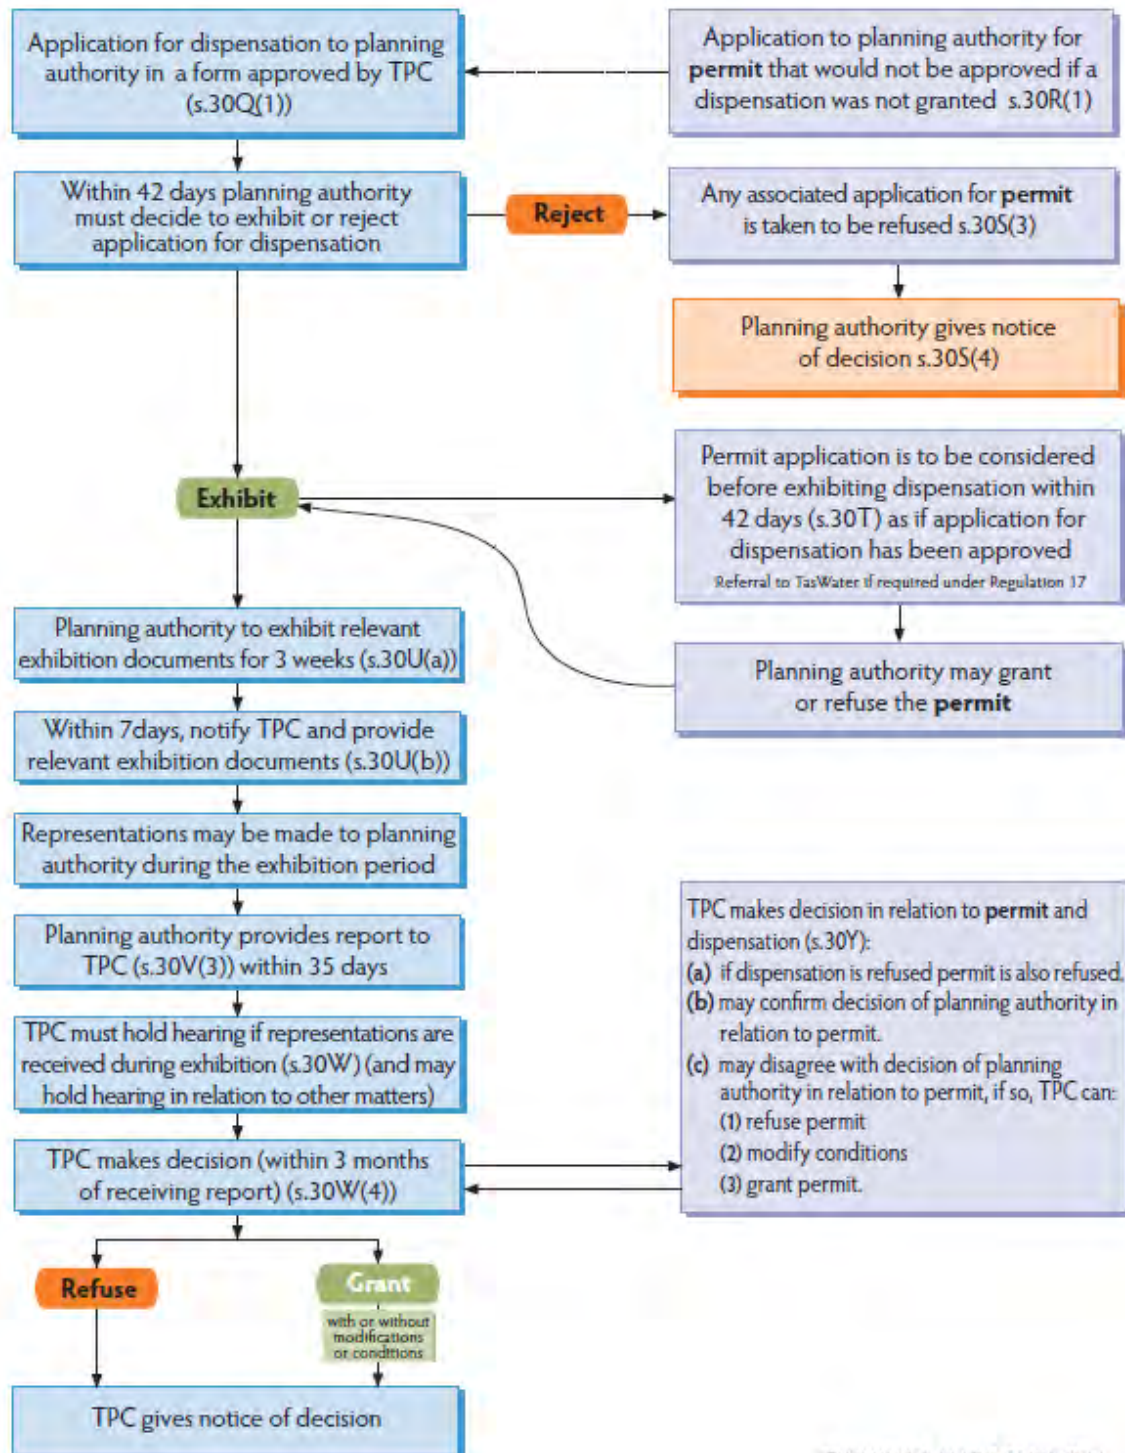 Application for dispensation to planning
authority in a form approved by TPC
(s.30Q(1))
Application to planning authority for
permit that would not be approved if a
dispensation was not granted s.30R(1)
Within 42 days planning authority
must decide to exhibit or reject
application for dispensation
Reject
Any associated application for permit
is taken to be refused s.30S(3)
Planning authority gives notice
of decision s.30S(4)
Exhibit
Permit application is to be considered
before exhibiting dispensation within
42 days (s.30T) as if application for
dispensation has been approved
Referral to TasWater if required under Regulation 17
Planning authority may grant
or refuse the permit
Planning authority to exhibit relevant
exhibition documents for 3 weeks (s.30U(a))
Within 7days, notify TPC and provide
relevant exhibition documents (s.30U(b))
Representations may be made to planning
authority during the exhibition period
Planning authority provides report to
TPC (s.30V(3)) within 35 days
TPC must hold hearing if representations are
received during exhibition (s.30W) (and may
hold hearing in relation to other matters)
TPC makes decision (within 3 months
of receiving report) (s.30W(4))
TPC makes decision in relation to permit and
dispensation (s.30Y):
(a) if dispensation is refused permit is also refused.
(b) may confirm decision of planning authority in
relation to permit.
(c) may disagree with decision of planning
authority in relation to permit, if so, TPC can:
(1) refuse permit
(2) modify conditions
(3) grant permit.
Refuse
Grant
with or without
modifications
or conditions
TPC gives notice of decision